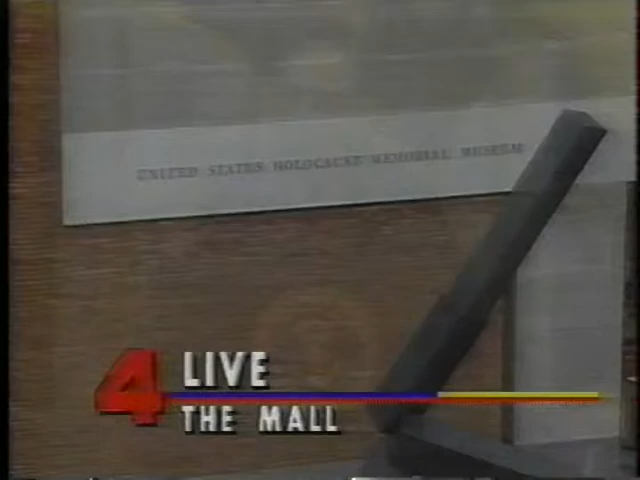 UNITED STATES HOLOCAUST MEMORIAL MUSEUM
4
LIVE
THE MALL